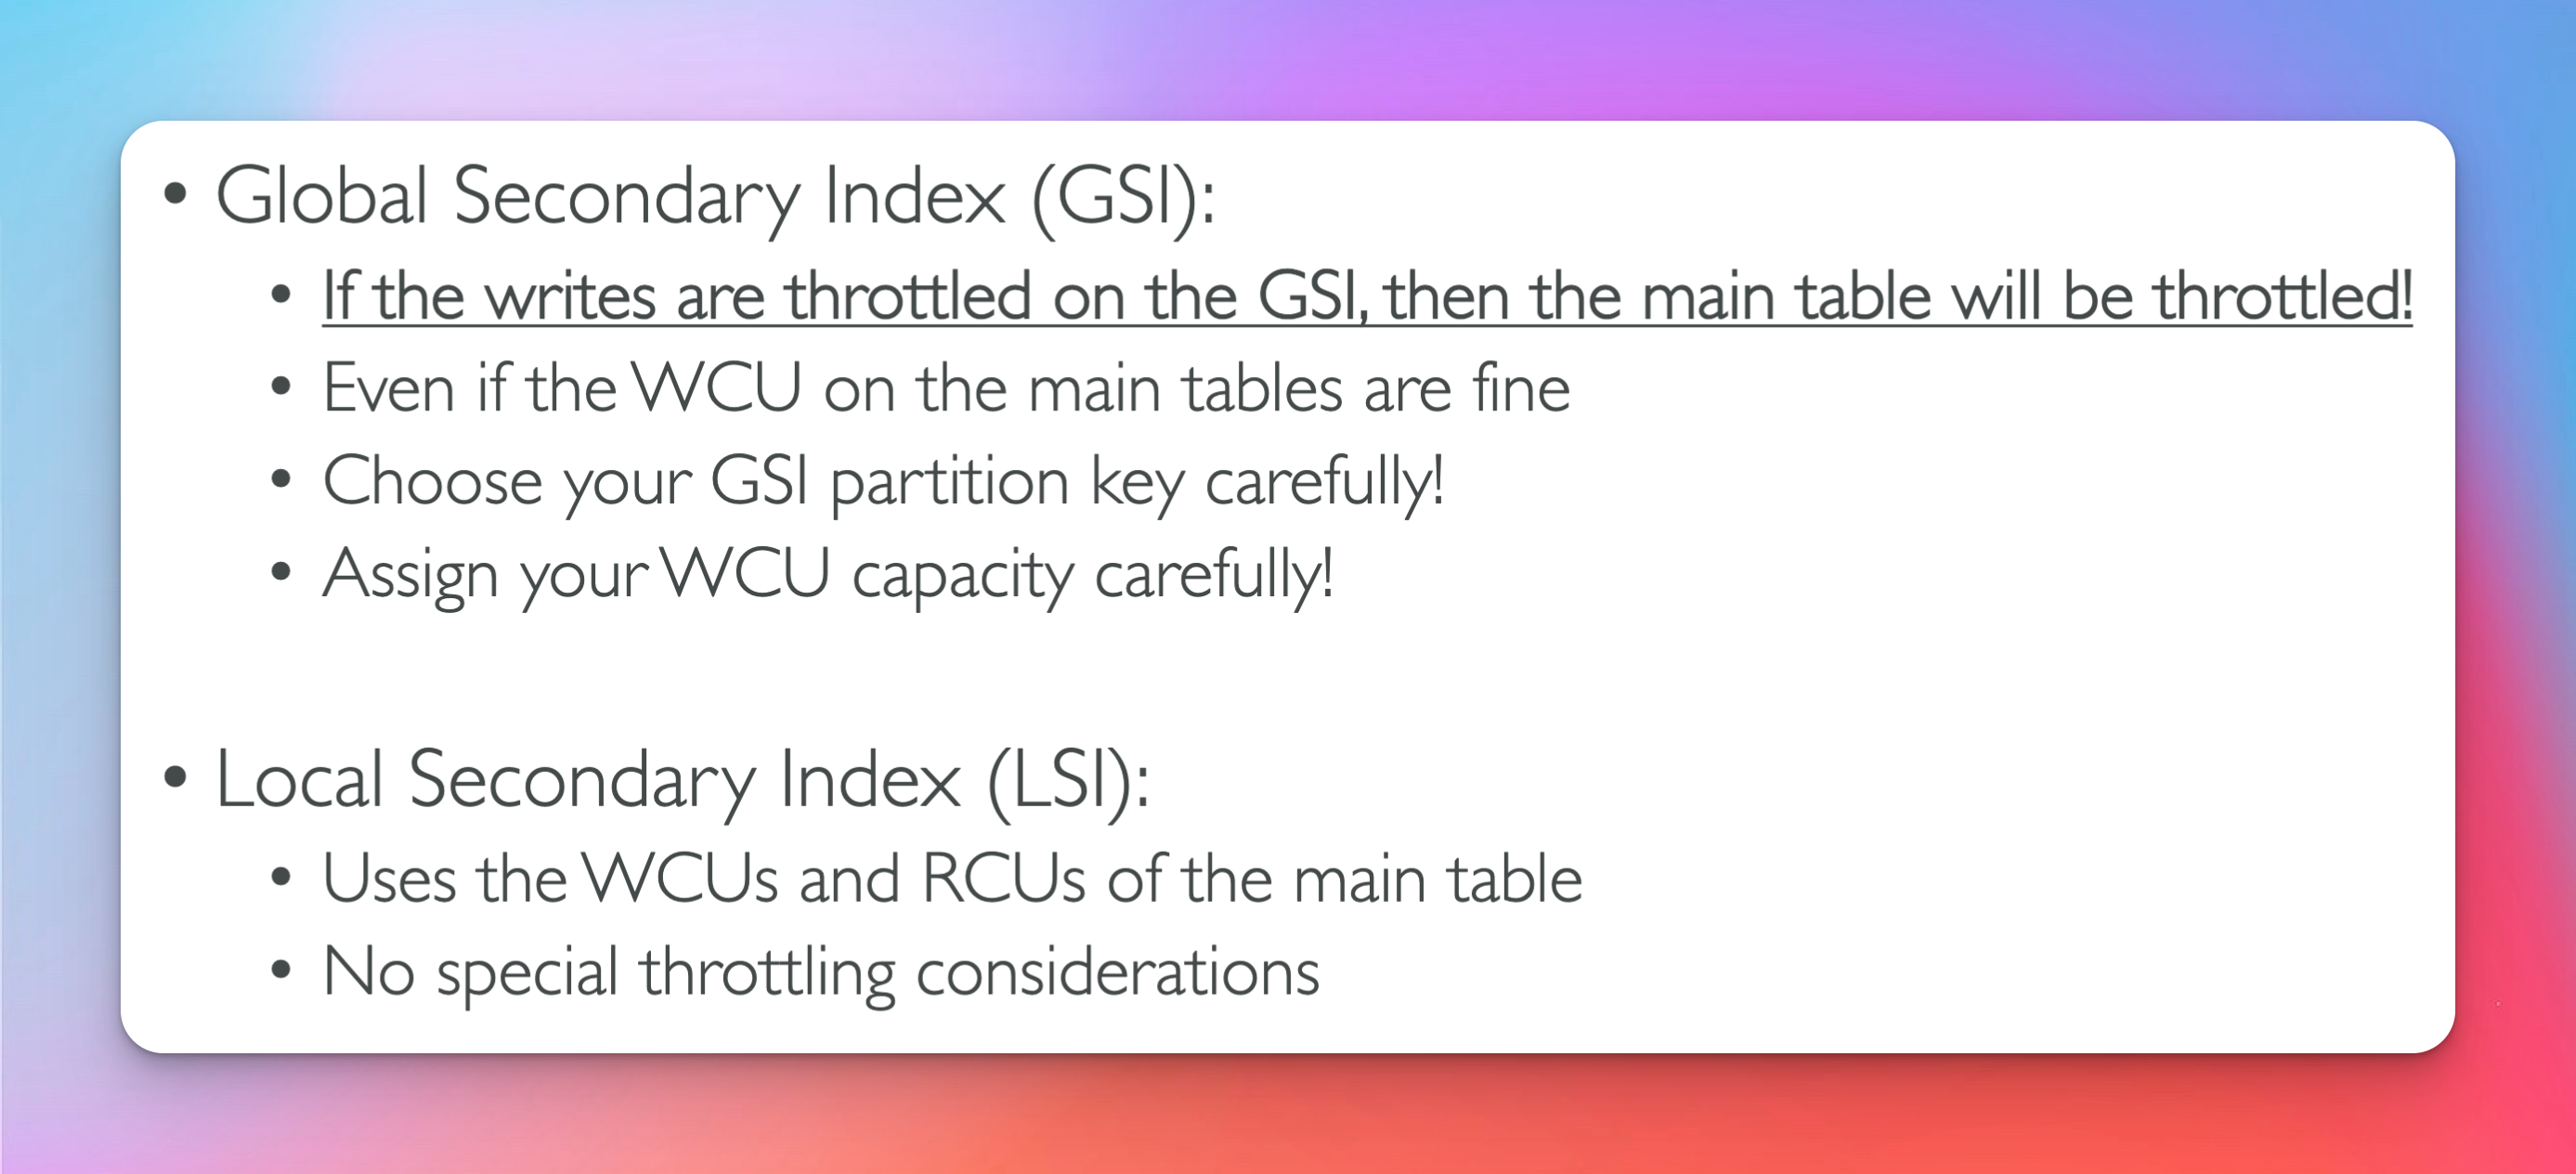 • Global Secondary Index (GSI):
• If the writes are throttled on the GSI, then the main table will be throttled!
• Even if the WCU on the main tables are fine
• Choose your GSI partition key carefully!
• Assign your WCU capacity carefully!
• Local Secondary Index (LSI):
• Uses the WCUs and RCUs of the main table
• No special throttling considerations